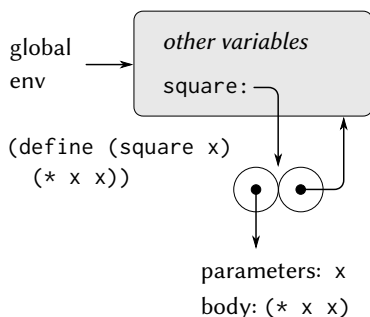 global
env
other variables
square:
(define (square x)
(* x x))
parameters: x
body: (* x x)